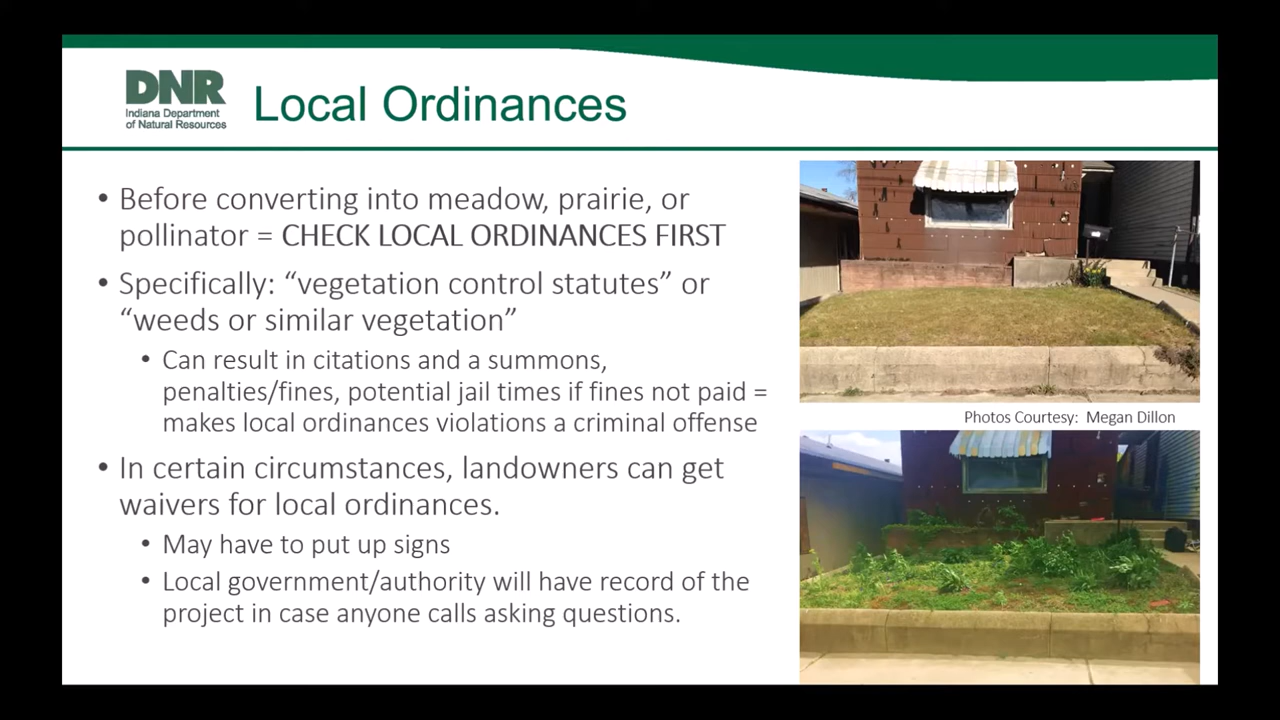 DNR
Indiana Department
of Natural Resources
Local Ordinances
• Before converting into meadow, prairie, or
pollinator = CHECK LOCAL ORDINANCES FIRST
• Specifically: “vegetation control statutes” or
“weeds or similar vegetation”
• Can result in citations and a summons,
penalties/fines, potential jail times if fines not paid =
makes local ordinances violations a criminal offense
• In certain circumstances, landowners can get
waivers for local ordinances.
• May have to put up signs
• Local government/authority will have record of the
project in case anyone calls asking questions.
Photos Courtesy: Megan Dillon